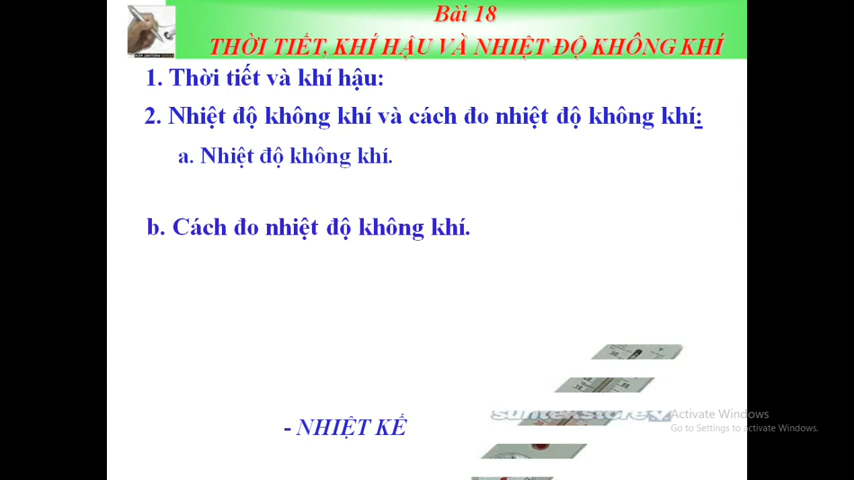 Bài 18
THỜI TIẾT, KHÍ HẬU VÀ NHIỆT ĐỘ KHÔNG KHÍ
1. Thời tiết và khí hậu:
2. Nhiệt độ không khí và cách đo nhiệt độ không khí:
a. Nhiệt độ không khí.
b. Cách đo nhiệt độ không khí.
suntekstore
Activate Windows
Go to Settings to activate Windows.
- NHIỆT KẾ